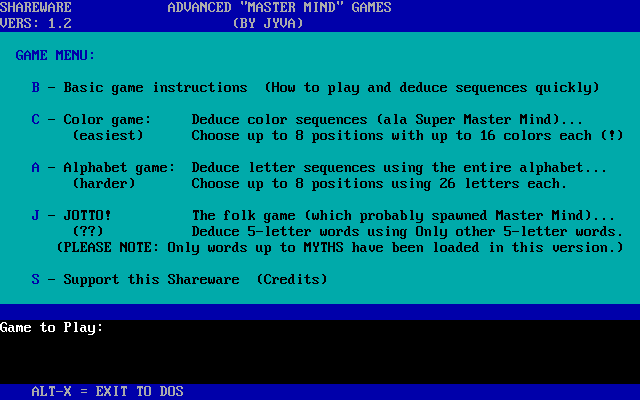 SHAREWARE ADVANCED "MASTER MIND" GAMES
VERS: 1.2 (BY JYVA)
GAME MENU:
B - Basic game instructions (How to play and deduce sequences quickly)
C - Color game: Deduce color sequences (ala Super Master Mind)...
(easiest) Choose up to 8 positions with up to 16 colors each (!)
A - Alphabet game: Deduce letter sequences using the entire alphabet...
(harder) Choose up to 8 positions using 26 letters each.
J - JOTTO! The folk game (which probably spawned Master Mind)...
(??) Deduce 5-letter words using Only other 5-letter words.
(PLEASE NOTE: Only words up to MYTHS have been loaded in this version.)
S - Support this Shareware (Credits)
Game to Play:
ALT-X = EXIT TO DOS